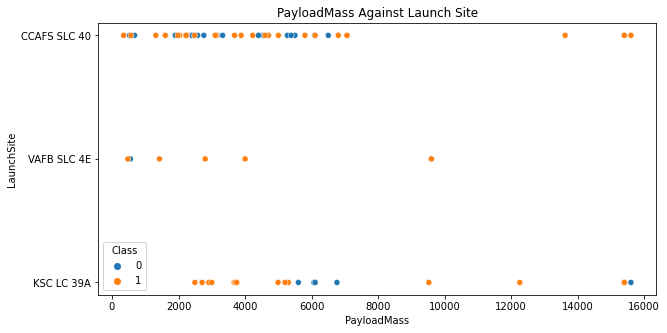 PayloadMass Against Launch Site
CCAFS SLC 40
VAFB SLC 4E
KSC LC 39A
LaunchSite
Class
0
1
0 2000 4000 6000 8000 10000 12000 14000 16000
PayloadMass